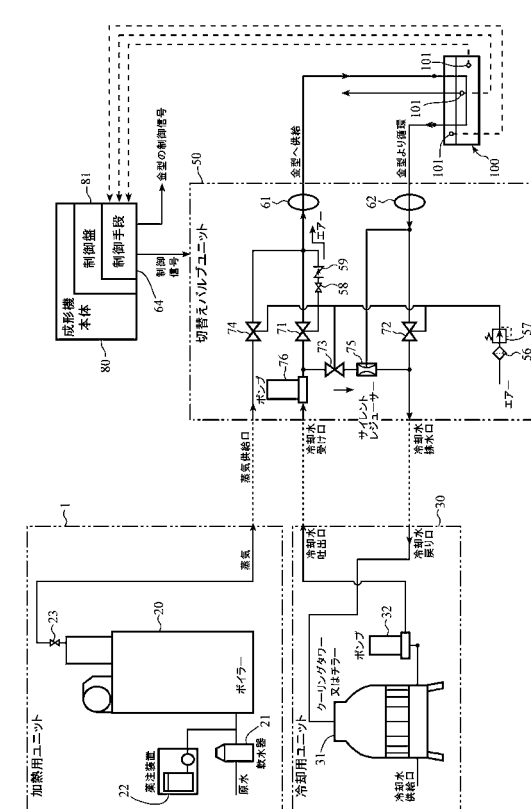 加熱用ユニット
1
蒸気
23
20
ボイラー
21
軟水器
原水
薬注装置
22
冷却用ユニット
30
冷却水
吐出口
冷却水
戻り口
ポンプ
32
クーリングタワー
又はチラー
31
冷却水
供給口
蒸気供給口
冷却水
受け口
冷却水
排水口
切替えバルブユニット
50
74
71
76
ポンプ
73
75
サイレント
レジューサー
72
58
59
エアー
61
62
57
56
エアー
金型へ供給
金型より循環
101
101
101
100
成形機
本体
80
制御盤
81
制御手段
64
制御
信号
金型の制御信号